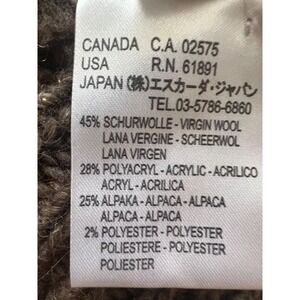 CANADA C.A. 02575
USA R.N. 61891
JAPAN (株)エスカーダ・ジャパン
TEL.03-5786-6860
45% SCHURWOLLE - VIRGIN WOOL
LANA VERGINE - SCHEERWOL
LANA VIRGEN
28% POLYACRYL - ACRYLIC - ACRILICO
ACRYL - ACRILICA
25% ALPAKA - ALPACA - ALPACA
ALPACA - ALPACA
2% POLYESTER - POLYESTER
POLIESTERE - POLYESTER
POLIESTER